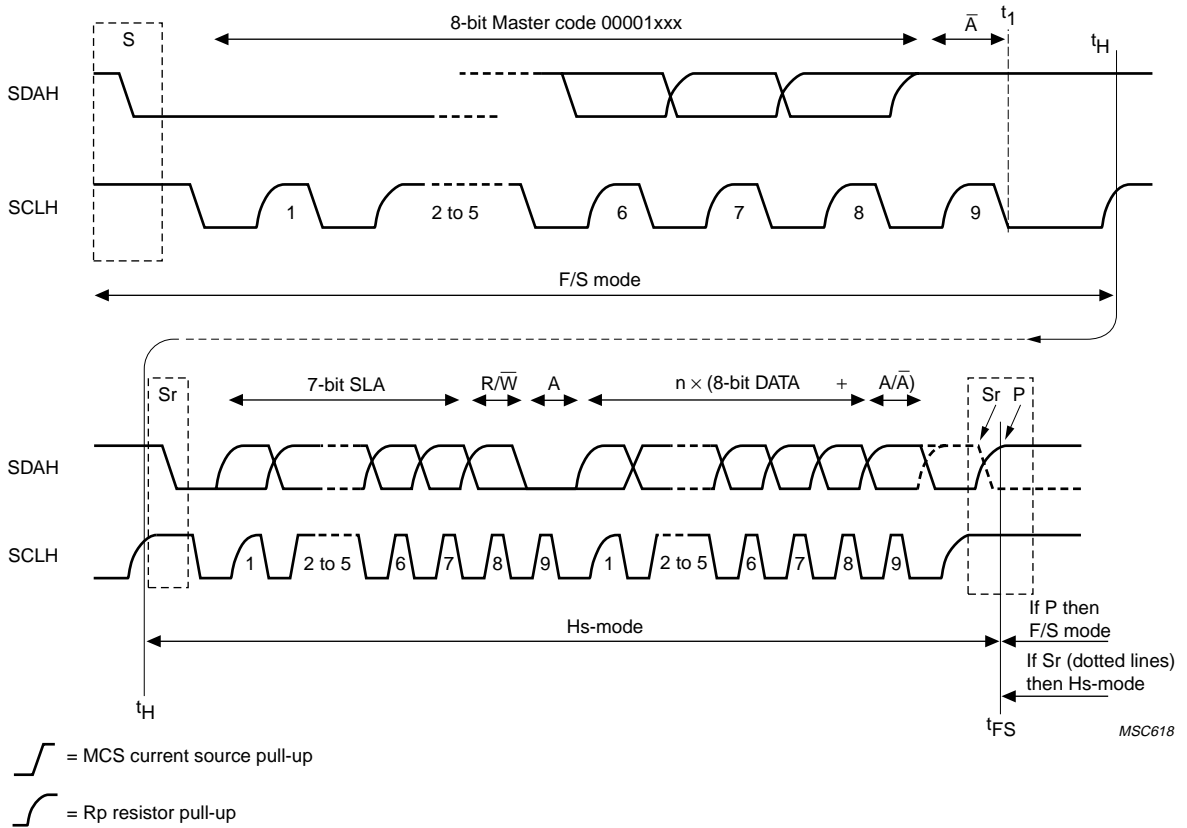 S
8-bit Master code 00001xxx
A̅
t1
tH
SDAH
SCLH
1
2 to 5
6
7
8
9
F/S mode
Sr
7-bit SLA
R/W̅
A
n × (8-bit DATA + A/A̅)
Sr P
SDAH
SCLH
1
2 to 5
6
7
8
9
1
2 to 5
6
7
8
9
If P then
F/S mode
Hs-mode
If Sr (dotted lines)
then Hs-mode
tH
tFS
MSC618
= MCS current source pull-up
= Rp resistor pull-up